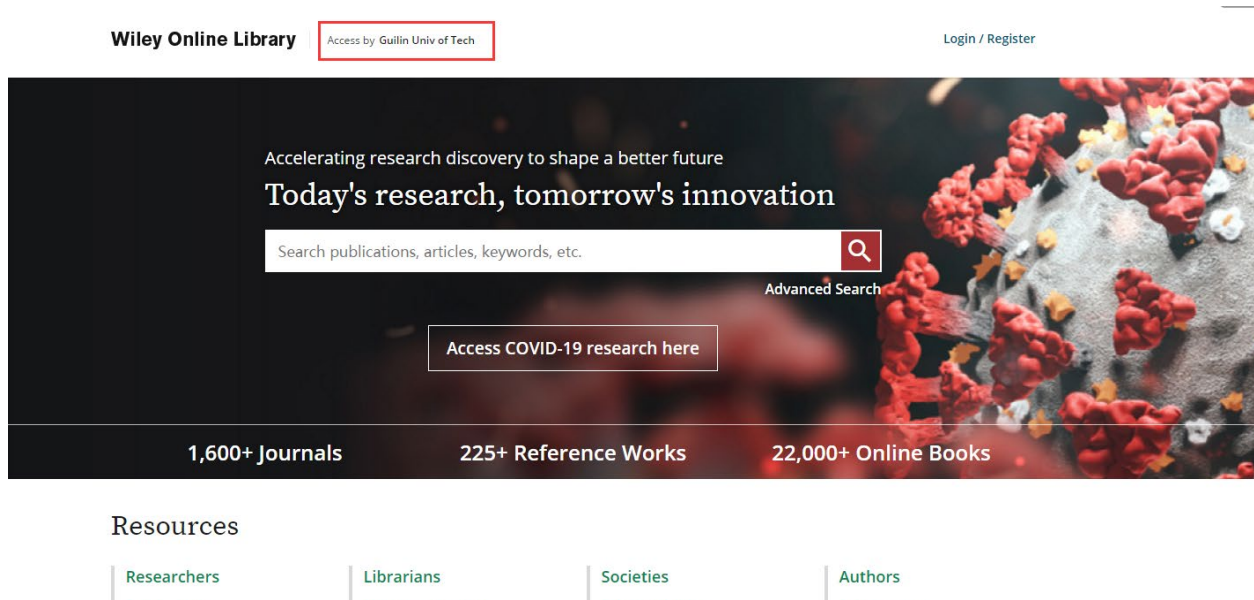 Wiley Online Library
Access by Guilin Univ of Tech
Login / Register
Accelerating research discovery to shape a better future
Today's research, tomorrow's innovation
Search publications, articles, keywords, etc.
Advanced Search
Access COVID-19 research here
1,600+ Journals
225+ Reference Works
22,000+ Online Books
Resources
Researchers
Librarians
Societies
Authors